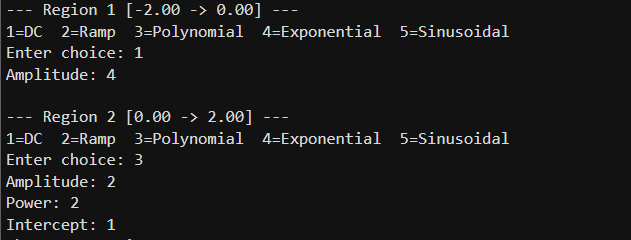 --- Region 1 [-2.00 -> 0.00] ---
1=DC  2=Ramp  3=Polynomial  4=Exponential  5=Sinusoidal
Enter choice: 1
Amplitude: 4
--- Region 2 [0.00 -> 2.00] ---
1=DC  2=Ramp  3=Polynomial  4=Exponential  5=Sinusoidal
Enter choice: 3
Amplitude: 2
Power: 2
Intercept: 1